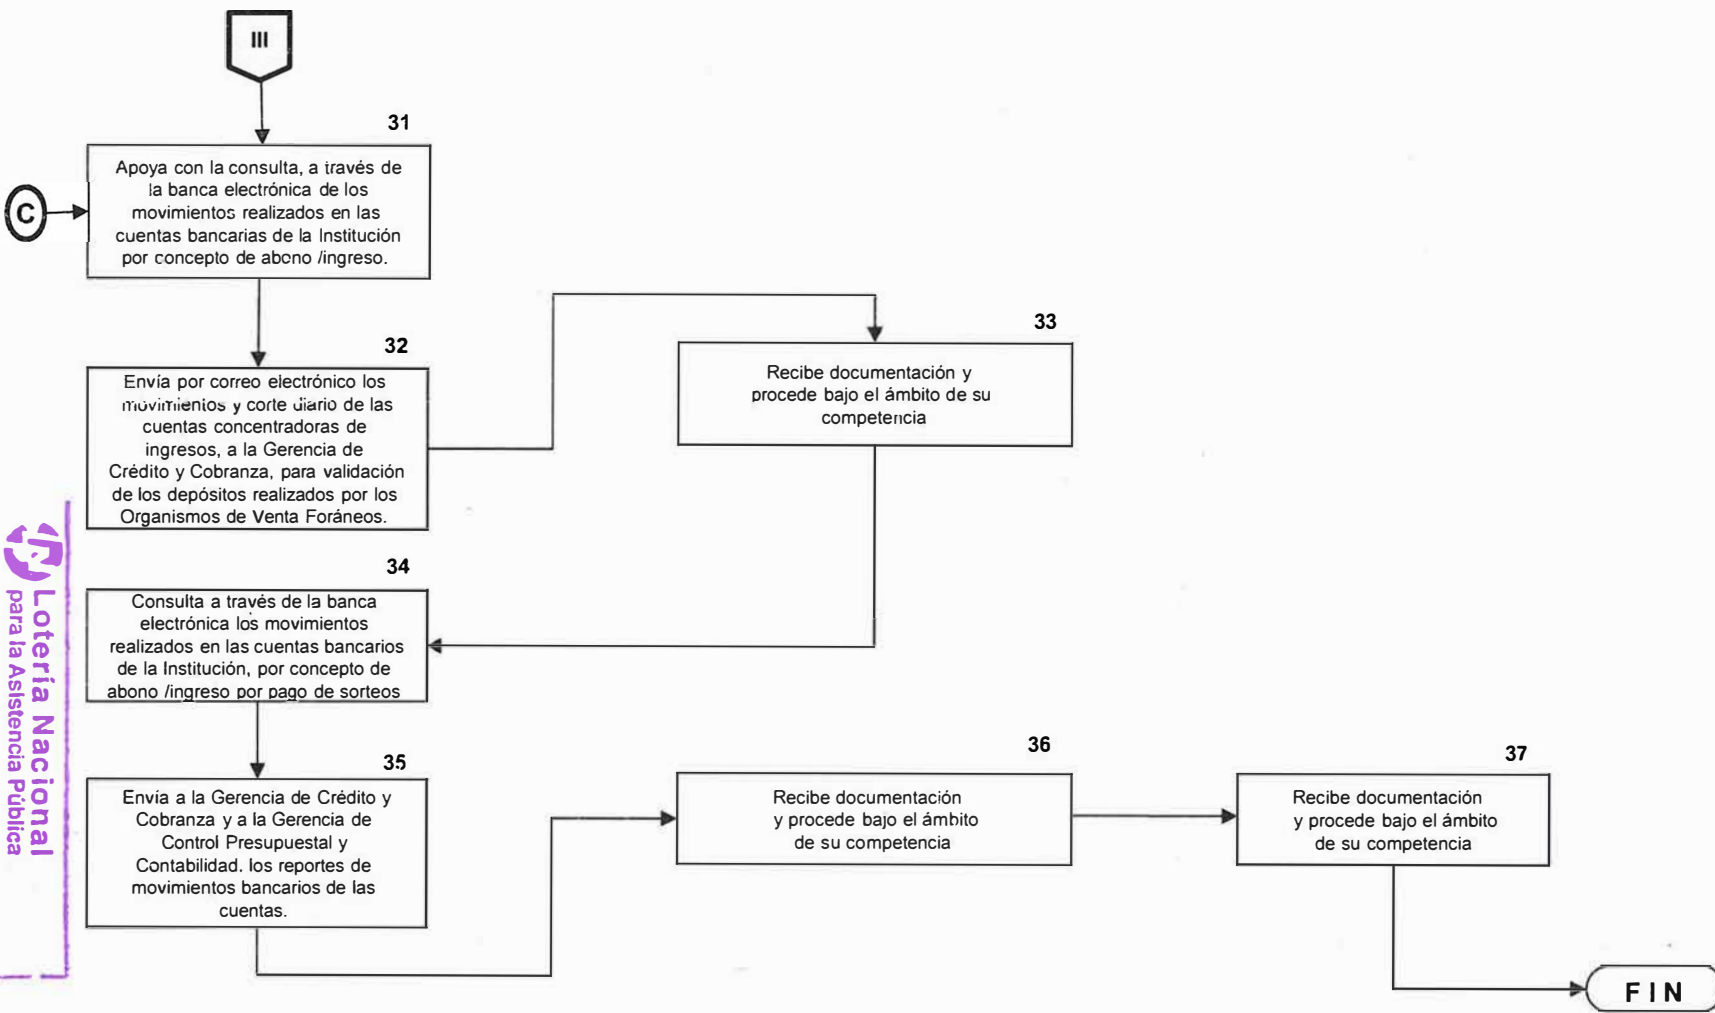 III
31
Apoya con la consulta, a través de
la banca electrónica de los
movimientos realizados en las
cuentas bancarias de la Institución
por concepto de abono /ingreso.
C
32
Envía por correo electrónico los
movimientos y corte diario de las
cuentas concentradoras de
ingresos, a la Gerencia de
Crédito y Cobranza, para validación
de los depósitos realizados por los
Organismos de Venta Foráneos.
33
Recibe documentación y
procede bajo el ámbito de su
competencia
34
Consulta a través de la banca
electrónica los movimientos
realizados en las cuentas bancarios
de la Institución, por concepto de
abono /ingreso por pago de sorteos
35
Envía a la Gerencia de Crédito y
Cobranza y a la Gerencia de
Control Presupuestal y
Contabilidad. los reportes de
movimientos bancarios de las
cuentas.
36
Recibe documentación
y procede bajo el ámbito
de su competencia
37
Recibe documentación
y procede bajo el ámbito
de su competencia
FIN
Lotería Nacional
para la Asistencia Pública